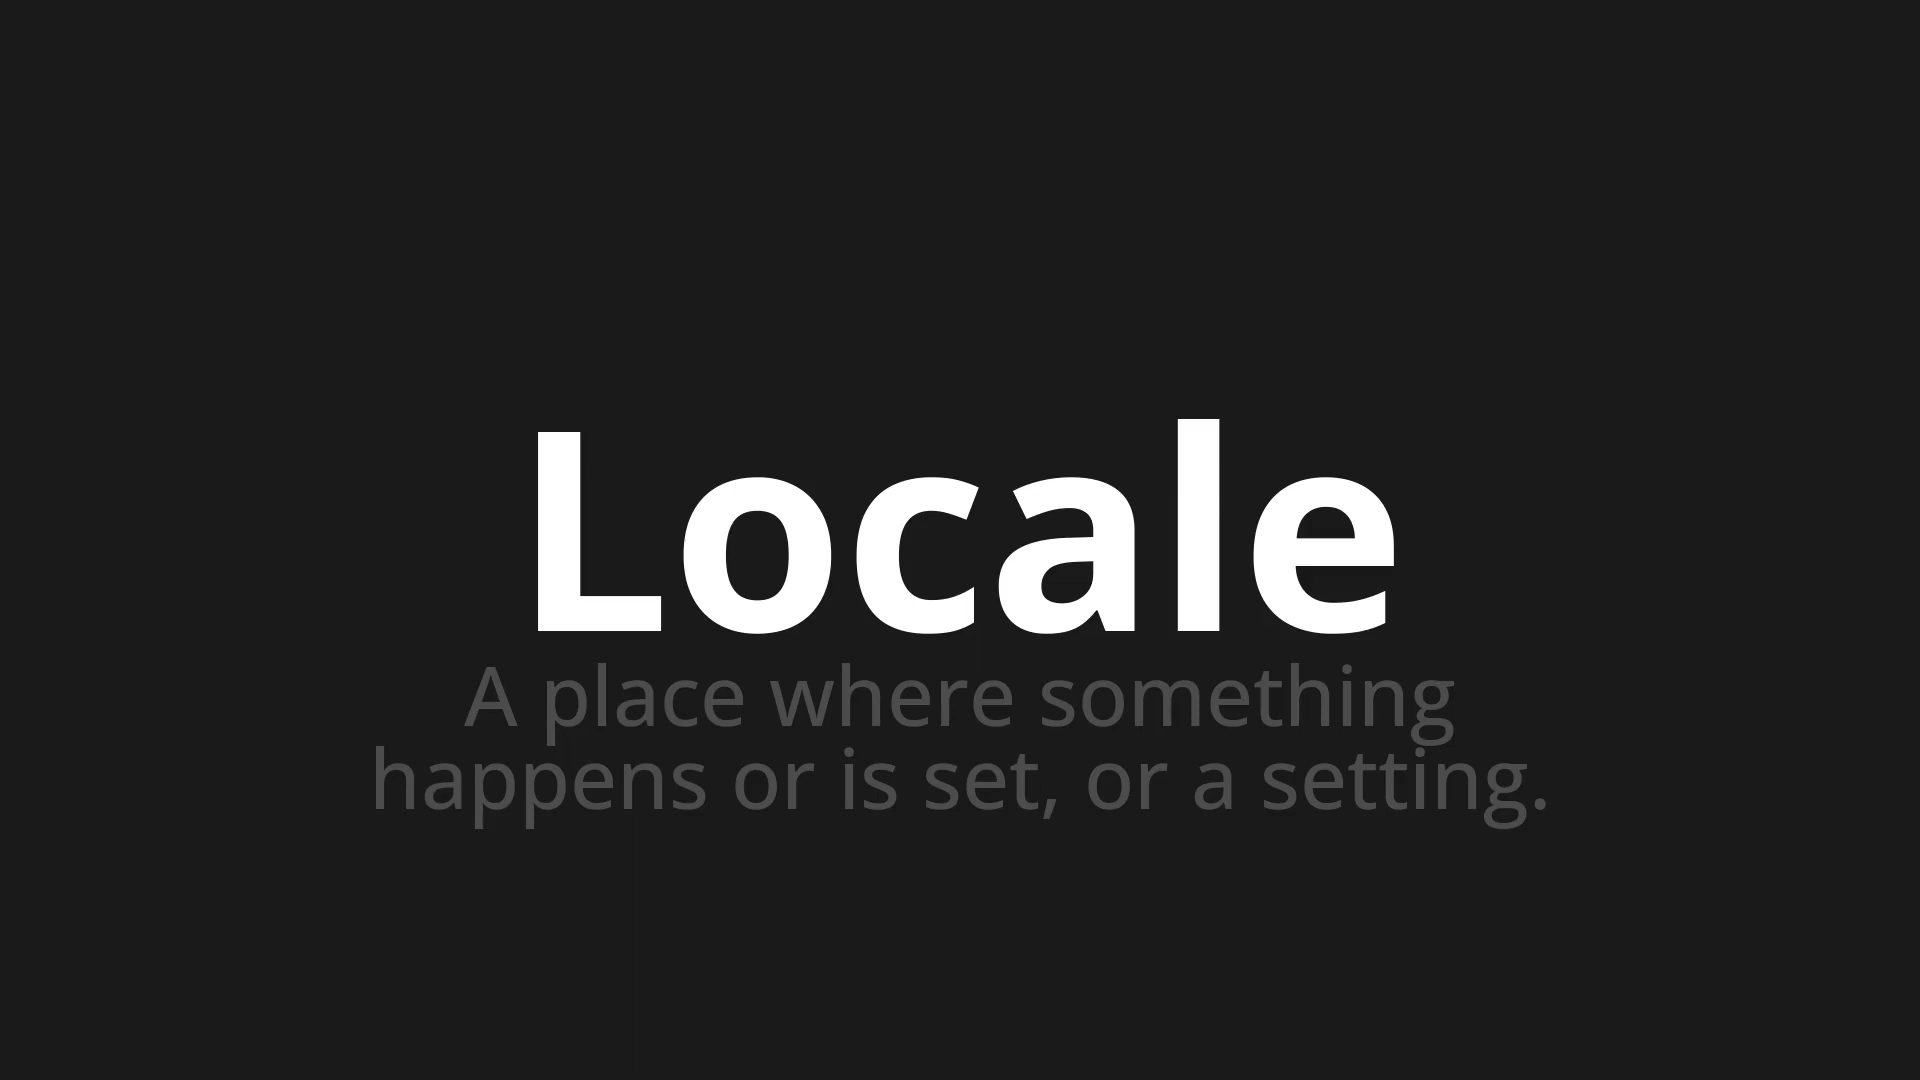 Locale
A place where something
happens or is set, or a setting.